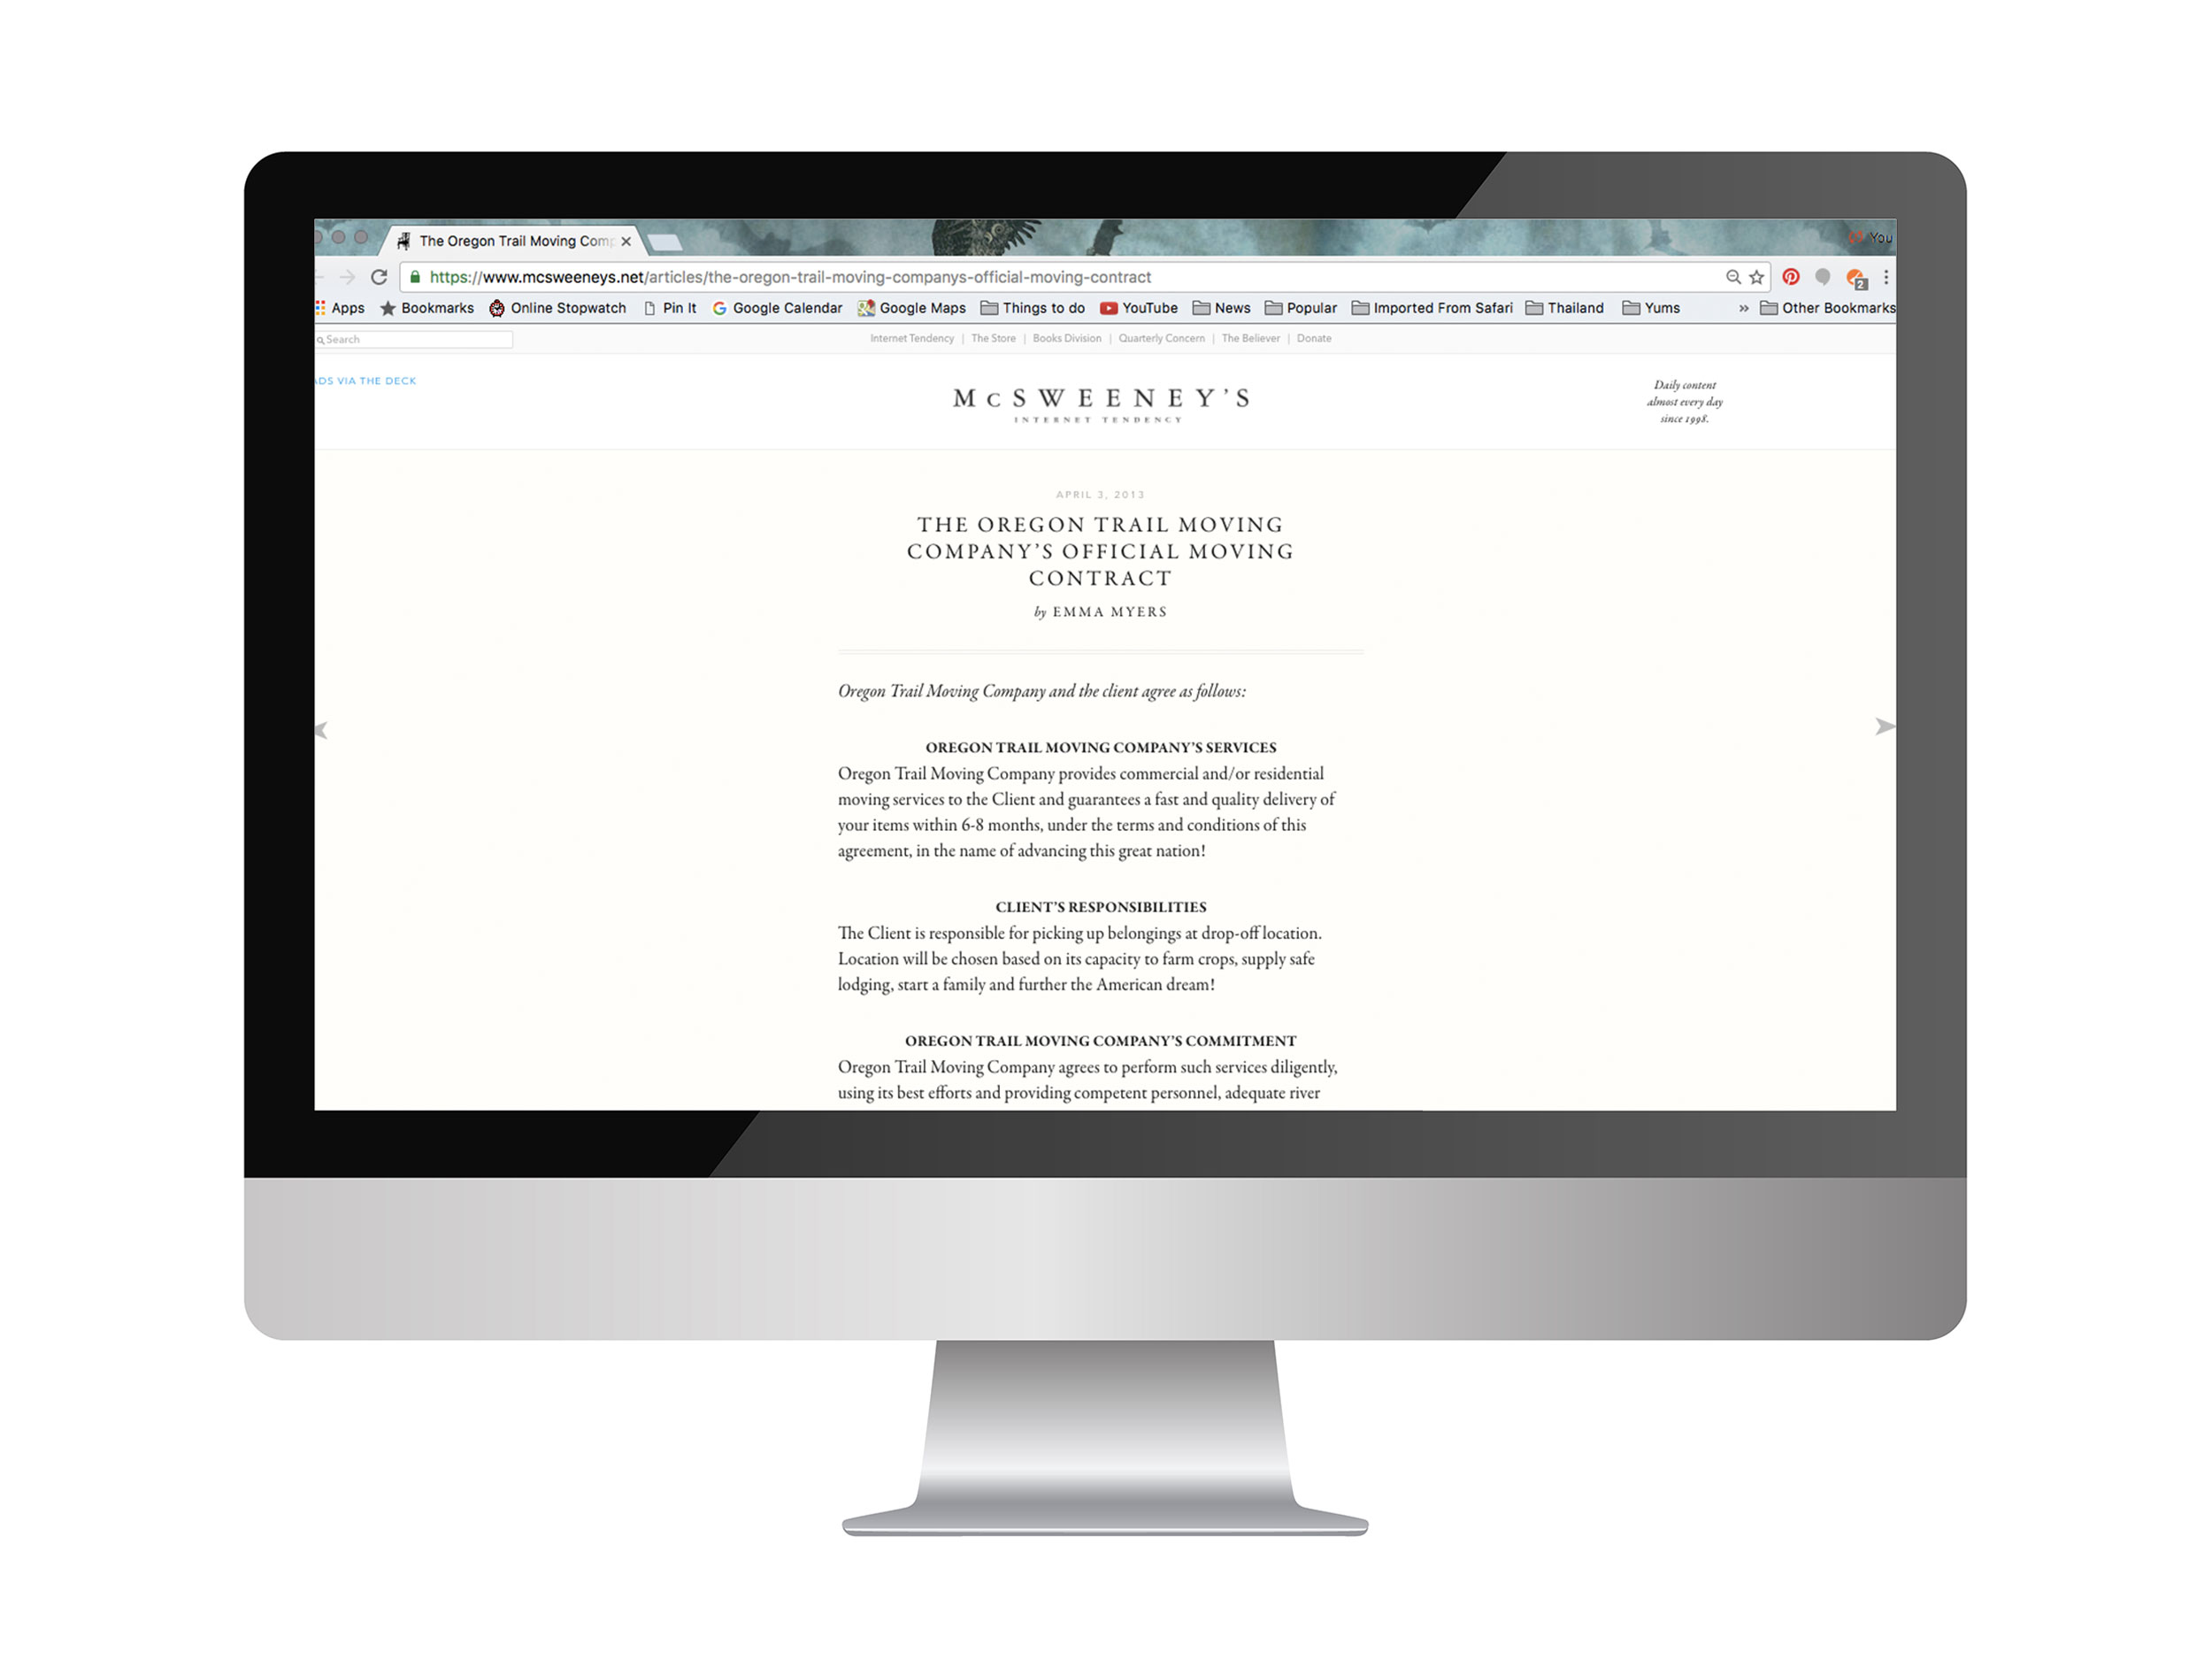 The Oregon Trail Moving Comp
You
https://www.mcsweeneys.net/articles/the-oregon-trail-moving-companys-official-moving-contract
2
Apps Bookmarks Online Stopwatch Pin It Google Calendar Google Maps Things to do YouTube News Popular Imported From Safari Thailand Yums » Other Bookmarks
Search
Internet Tendency | The Store | Books Division | Quarterly Concern | The Believer | Donate
ADS VIA THE DECK
McSWEENEY’S
INTERNET TENDENCY
Daily content
almost every day
since 1998.
APRIL 3, 2013
THE OREGON TRAIL MOVING
COMPANY’S OFFICIAL MOVING
CONTRACT
by EMMA MYERS
Oregon Trail Moving Company and the client agree as follows:
OREGON TRAIL MOVING COMPANY’S SERVICES
Oregon Trail Moving Company provides commercial and/or residential
moving services to the Client and guarantees a fast and quality delivery of
your items within 6-8 months, under the terms and conditions of this
agreement, in the name of advancing this great nation!
CLIENT’S RESPONSIBILITIES
The Client is responsible for picking up belongings at drop-off location.
Location will be chosen based on its capacity to farm crops, supply safe
lodging, start a family and further the American dream!
OREGON TRAIL MOVING COMPANY’S COMMITMENT
Oregon Trail Moving Company agrees to perform such services diligently,
using its best efforts and providing competent personnel, adequate river